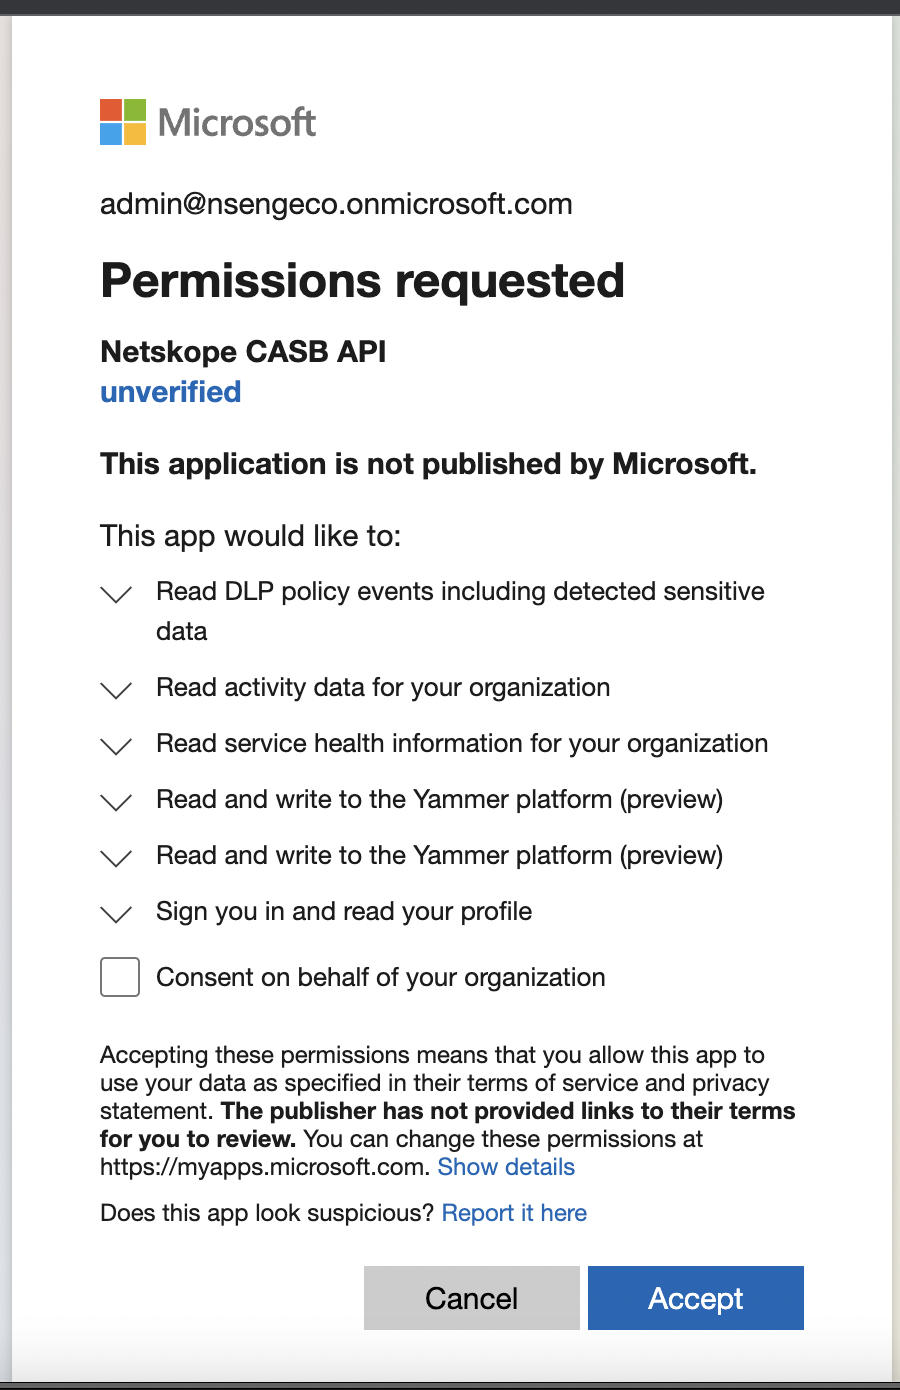 Microsoft
admin@nsengeco.onmicrosoft.com
Permissions requested
Netskope CASB API
unverified
This application is not published by Microsoft.
This app would like to:
Read DLP policy events including detected sensitive
data
Read activity data for your organization
Read service health information for your organization
Read and write to the Yammer platform (preview)
Read and write to the Yammer platform (preview)
Sign you in and read your profile
Consent on behalf of your organization
Accepting these permissions means that you allow this app to
use your data as specified in their terms of service and privacy
statement. The publisher has not provided links to their terms
for you to review. You can change these permissions at
https://myapps.microsoft.com. Show details
Does this app look suspicious? Report it here
Cancel Accept